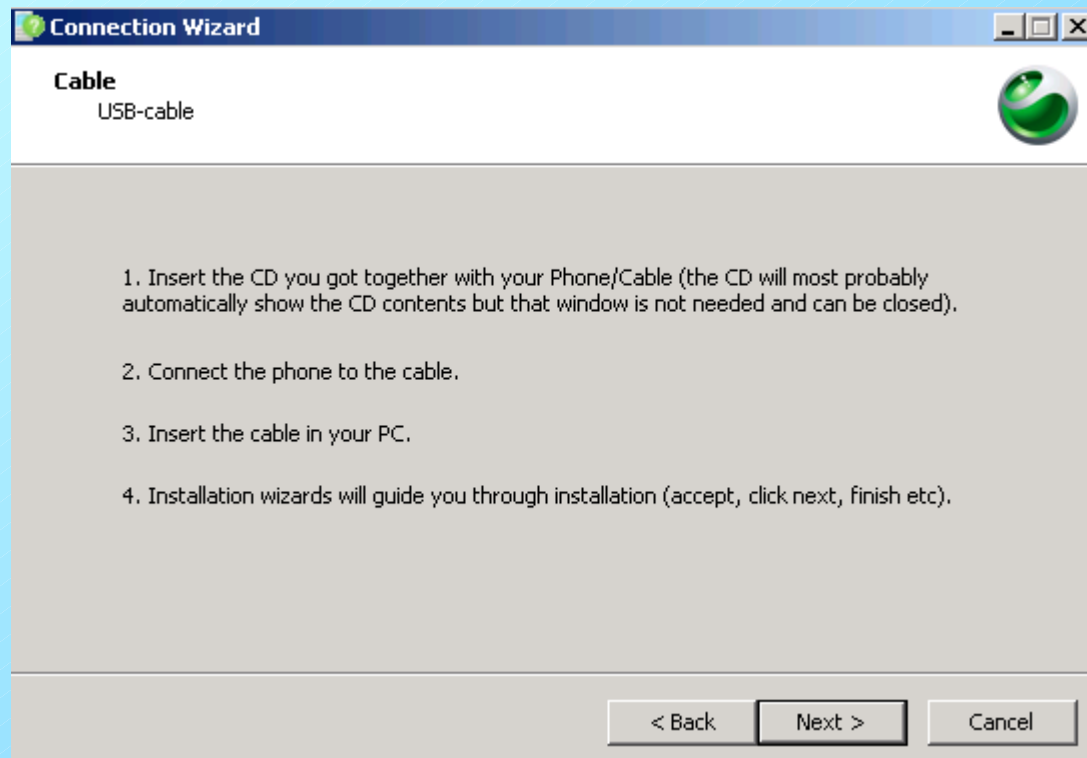 Connection Wizard
Cable
USB-cable
1. Insert the CD you got together with your Phone/Cable (the CD will most probably
automatically show the CD contents but that window is not needed and can be closed).
2. Connect the phone to the cable.
3. Insert the cable in your PC.
4. Installation wizards will guide you through installation (accept, click next, finish etc).
< Back Next > Cancel